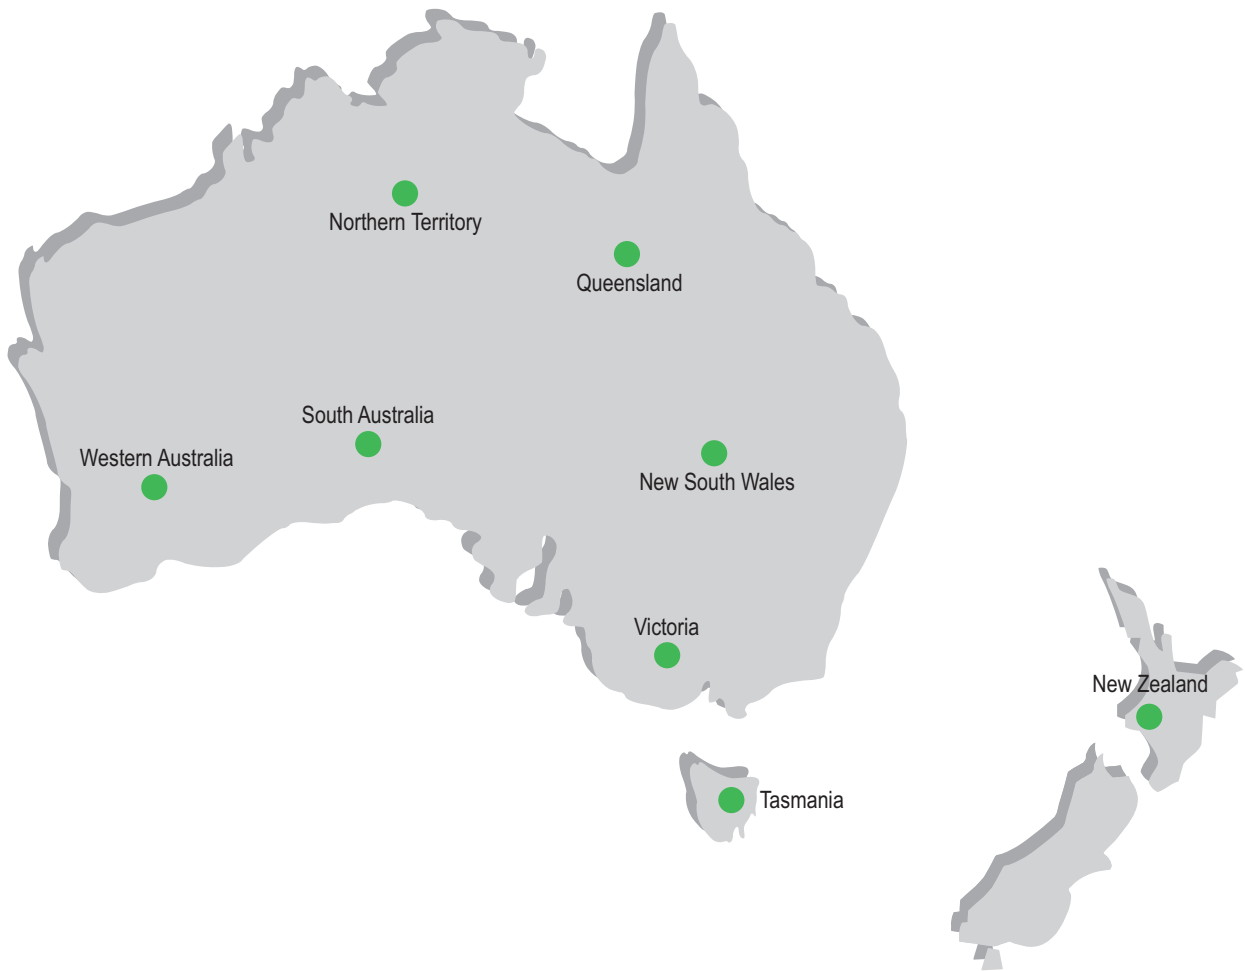 Northern Territory
Queensland
South Australia
Western Australia
New South Wales
Victoria
New Zealand
Tasmania